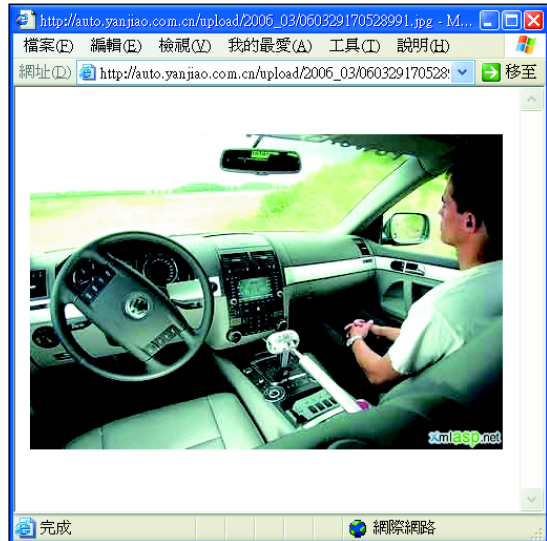 http://auto.yanjiao.com.cn/upload/2006_03/060329170528991.jpg - M...
檔案(F) 編輯(E) 檢視(V) 我的最愛(A) 工具(T) 說明(H)
網址(D) http://auto.yanjiao.com.cn/upload/2006_03/060329170528 移至
xmlasp.net
完成 網際網路